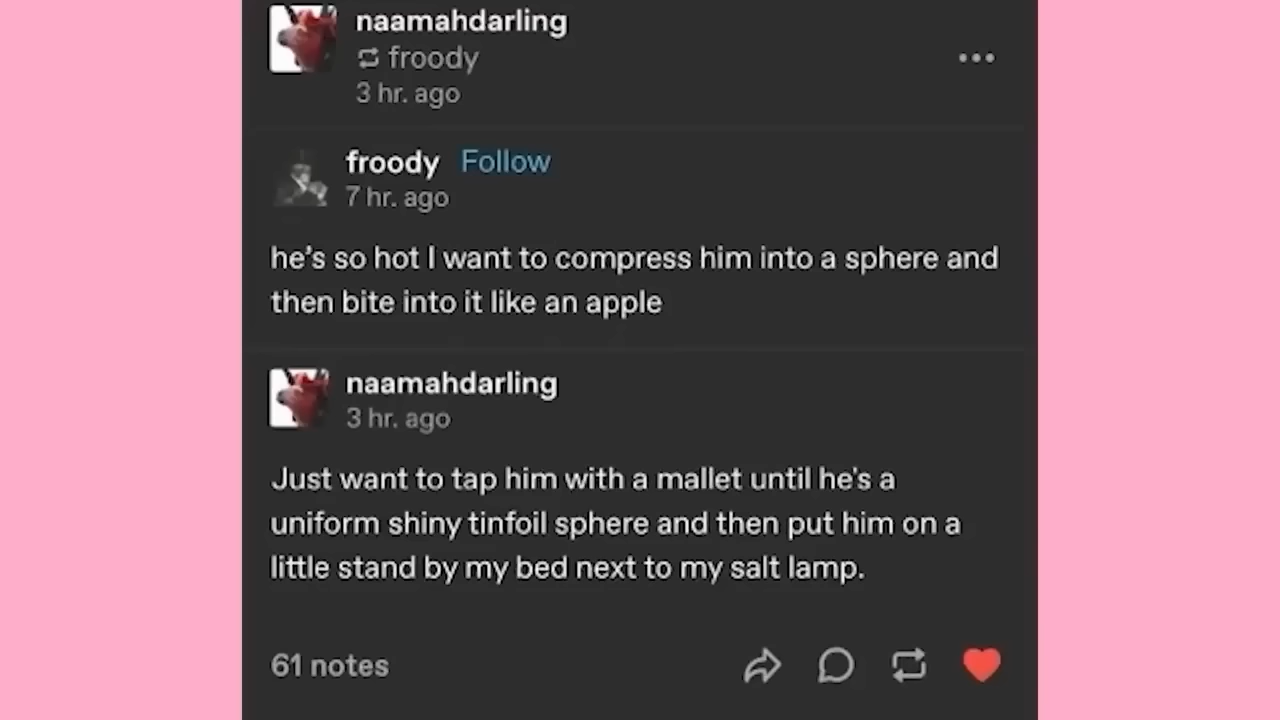 naamahdarling
froody
3 hr. ago
froody Follow
7 hr. ago
he's so hot I want to compress him into a sphere and
then bite into it like an apple
naamahdarling
3 hr. ago
Just want to tap him with a mallet until he's a
uniform shiny tinfoil sphere and then put him on a
little stand by my bed next to my salt lamp.
61 notes